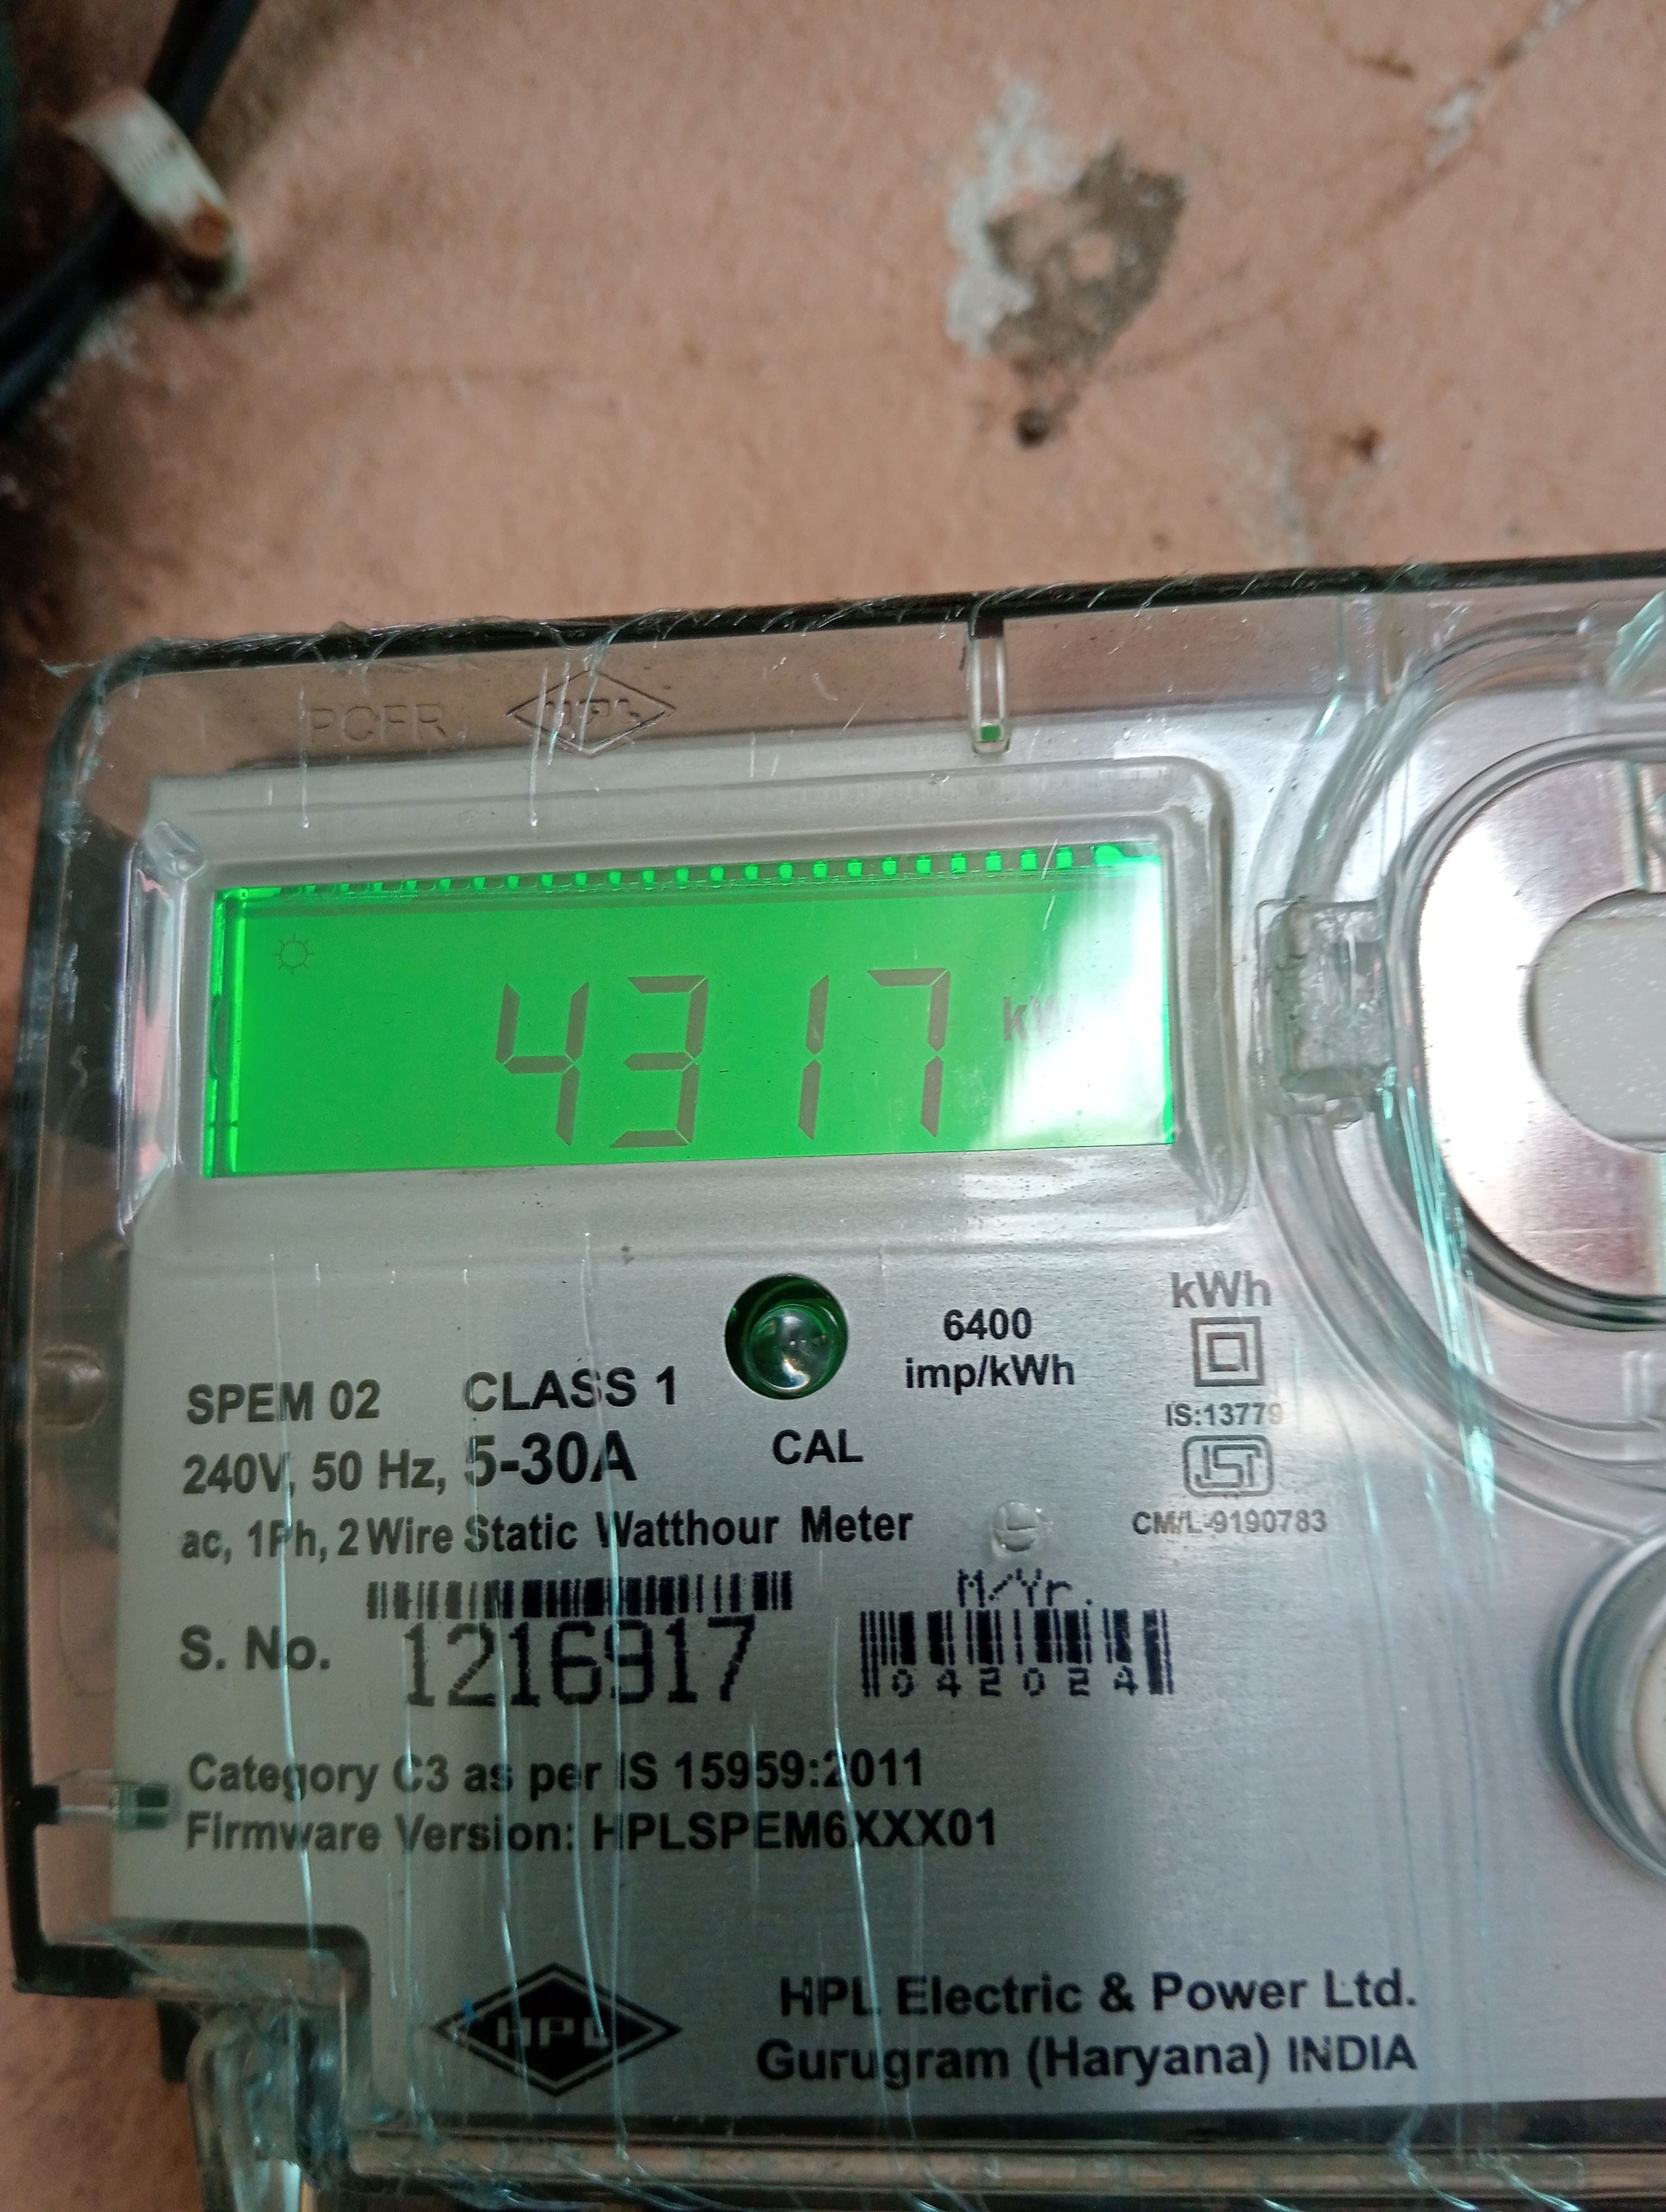 PCFR HPL
4317 kW
6400
imp/kWh
kWh
SPEM 02 CLASS 1
CAL
IS:13779
240V, 50 Hz, 5-30A
ac, 1Ph, 2 Wire Static Watthour Meter
CM/L-9190783
M/Yr.
S. No. 1216917
042024
Category C3 as per IS 15959:2011
Firmware Version: HPLSPEM6XXX01
HPL
HPL Electric & Power Ltd.
Gurugram (Haryana) INDIA